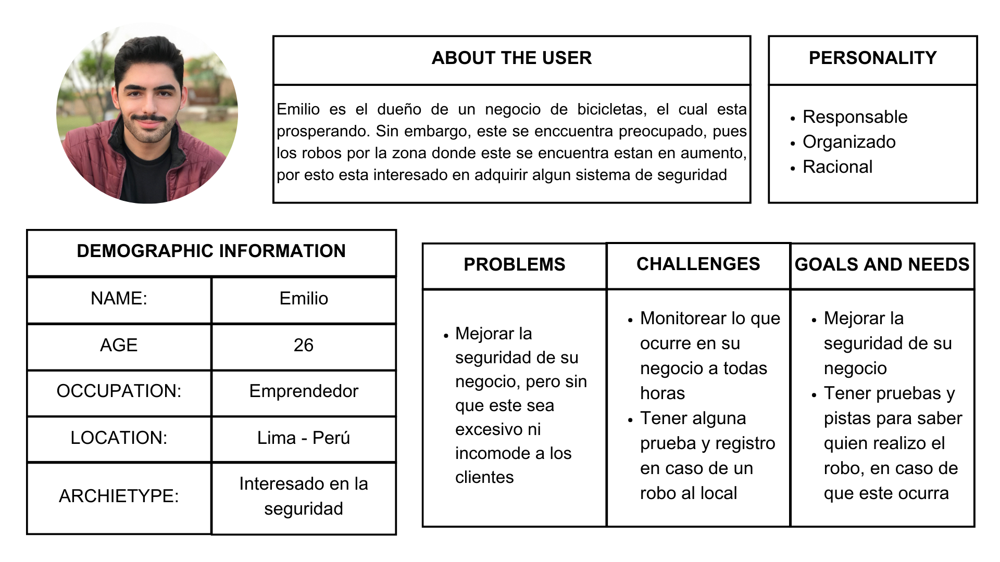 ABOUT THE USER
Emilio es el dueño de un negocio de bicicletas, el cual esta
prosperando. Sin embargo, este se enccuentra preocupado, pues
los robos por la zona donde este se encuentra estan en aumento,
por esto esta interesado en adquirir algun sistema de seguridad
PERSONALITY
• Responsable
• Organizado
• Racional
DEMOGRAPHIC INFORMATION
NAME: Emilio
AGE 26
OCCUPATION: Emprendedor
LOCATION: Lima - Perú
ARCHIETYPE: Interesado en la
seguridad
PROBLEMS
• Mejorar la
seguridad de su
negocio, pero sin
que este sea
excesivo ni
incomode a los
clientes
CHALLENGES
• Monitorear lo que
ocurre en su
negocio a todas
horas
• Tener alguna
prueba y registro
en caso de un
robo al local
GOALS AND NEEDS
• Mejorar la
seguridad de su
negocio
• Tener pruebas y
pistas para saber
quien realizo el
robo, en caso de
que este ocurra